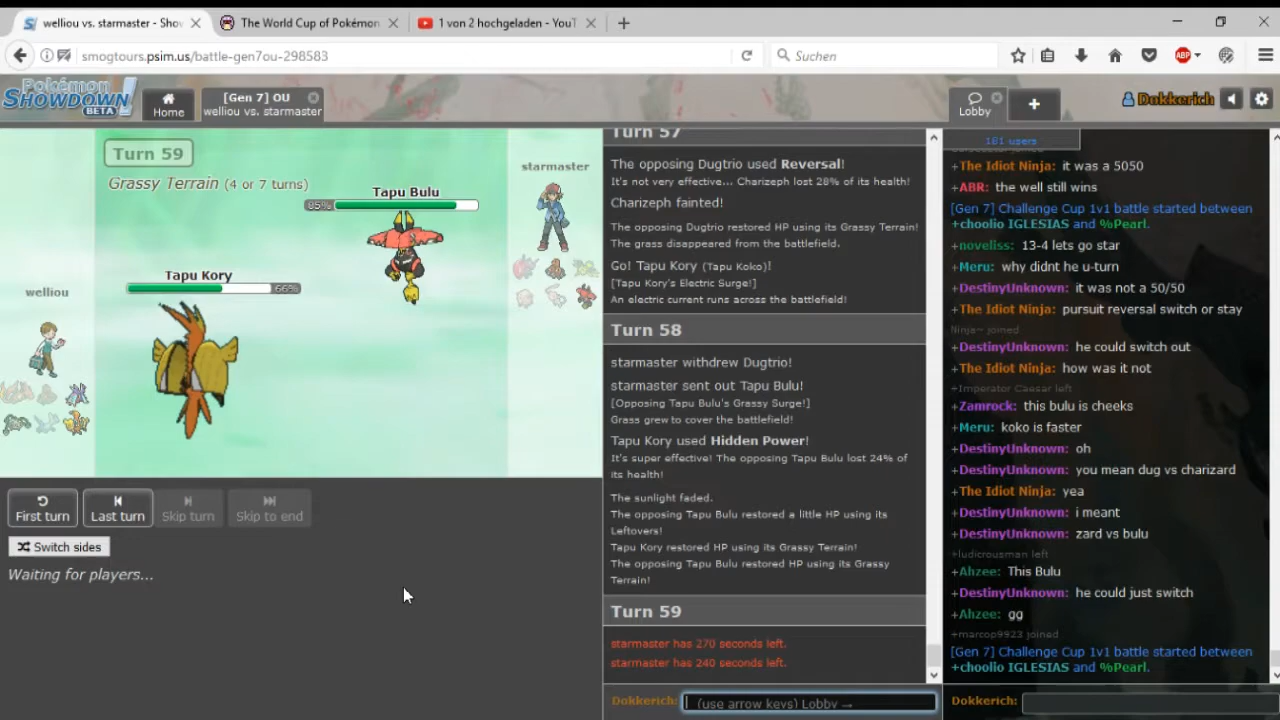 welliou vs. starmaster - Shov
The World Cup of Pokémon
1 von 2 hochgeladen - YouT
smogtours.psim.us/battle-gen7ou-298583
Suchen
ABP
Pokémon
SHOWDOWN!
BETA
Home
[Gen 7] OU
welliou vs. starmaster
Lobby
Dokkerich
Turn 59
Grassy Terrain (4 or 7 turns)
starmaster
Tapu Bulu
85%
Tapu Kory
66%
welliou
First turn
Last turn
Skip turn
Skip to end
Switch sides
Waiting for players...
Turn 57
The opposing Dugtrio used Reversal!
It's not very effective... Charizeph lost 28% of its health!
Charizeph fainted!
The opposing Dugtrio restored HP using its Grassy Terrain!
The grass disappeared from the battlefield.
Go! Tapu Kory (Tapu Koko)!
[Tapu Kory's Electric Surge!]
An electric current runs across the battlefield!
Turn 58
starmaster withdrew Dugtrio!
starmaster sent out Tapu Bulu!
[Opposing Tapu Bulu's Grassy Surge!]
Grass grew to cover the battlefield!
Tapu Kory used Hidden Power!
It's super effective! The opposing Tapu Bulu lost 24% of
its health!
The sunlight faded.
The opposing Tapu Bulu restored a little HP using its
Leftovers!
Tapu Kory restored HP using its Grassy Terrain!
The opposing Tapu Bulu restored HP using its Grassy
Terrain!
Turn 59
starmaster has 270 seconds left.
starmaster has 240 seconds left.
Dokkerich: (use arrow keys) Lobby →
181 users
+The Idiot Ninja: it was a 5050
+ABR: the well still wins
[Gen 7] Challenge Cup 1v1 battle started between
+choolio IGLESIAS and %Pearl.
+noveliss: 13-4 lets go star
+Meru: why didnt he u-turn
+DestinyUnknown: it was not a 50/50
+The Idiot Ninja: pursuit reversal switch or stay
Ninja~ joined
+DestinyUnknown: he could switch out
+The Idiot Ninja: how was it not
+Imperator Caesar left
+Zamrock: this bulu is cheeks
+Meru: koko is faster
+DestinyUnknown: oh
+DestinyUnknown: you mean dug vs charizard
+The Idiot Ninja: yea
+DestinyUnknown: i meant
+DestinyUnknown: zard vs bulu
+ludicrousman left
+Ahzee: This Bulu
+DestinyUnknown: he could just switch
+Ahzee: gg
+marcop9923 joined
[Gen 7] Challenge Cup 1v1 battle started between
+choolio IGLESIAS and %Pearl.
Dokkerich: